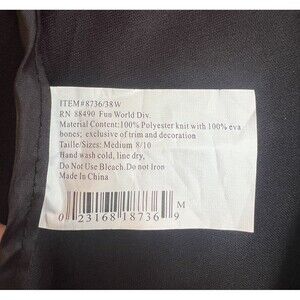 ITEM#8736/38W
RN 88490 Fun World Div.
Material Content:100% Polyester knit with 100% eva
bones; exclusive of trim and decoration
Taille/Sizes: Medium 8/10
Hand wash cold, line dry,
Do Not Use Bleach.Do not Iron
Made In China
M
0 23168 18736 9